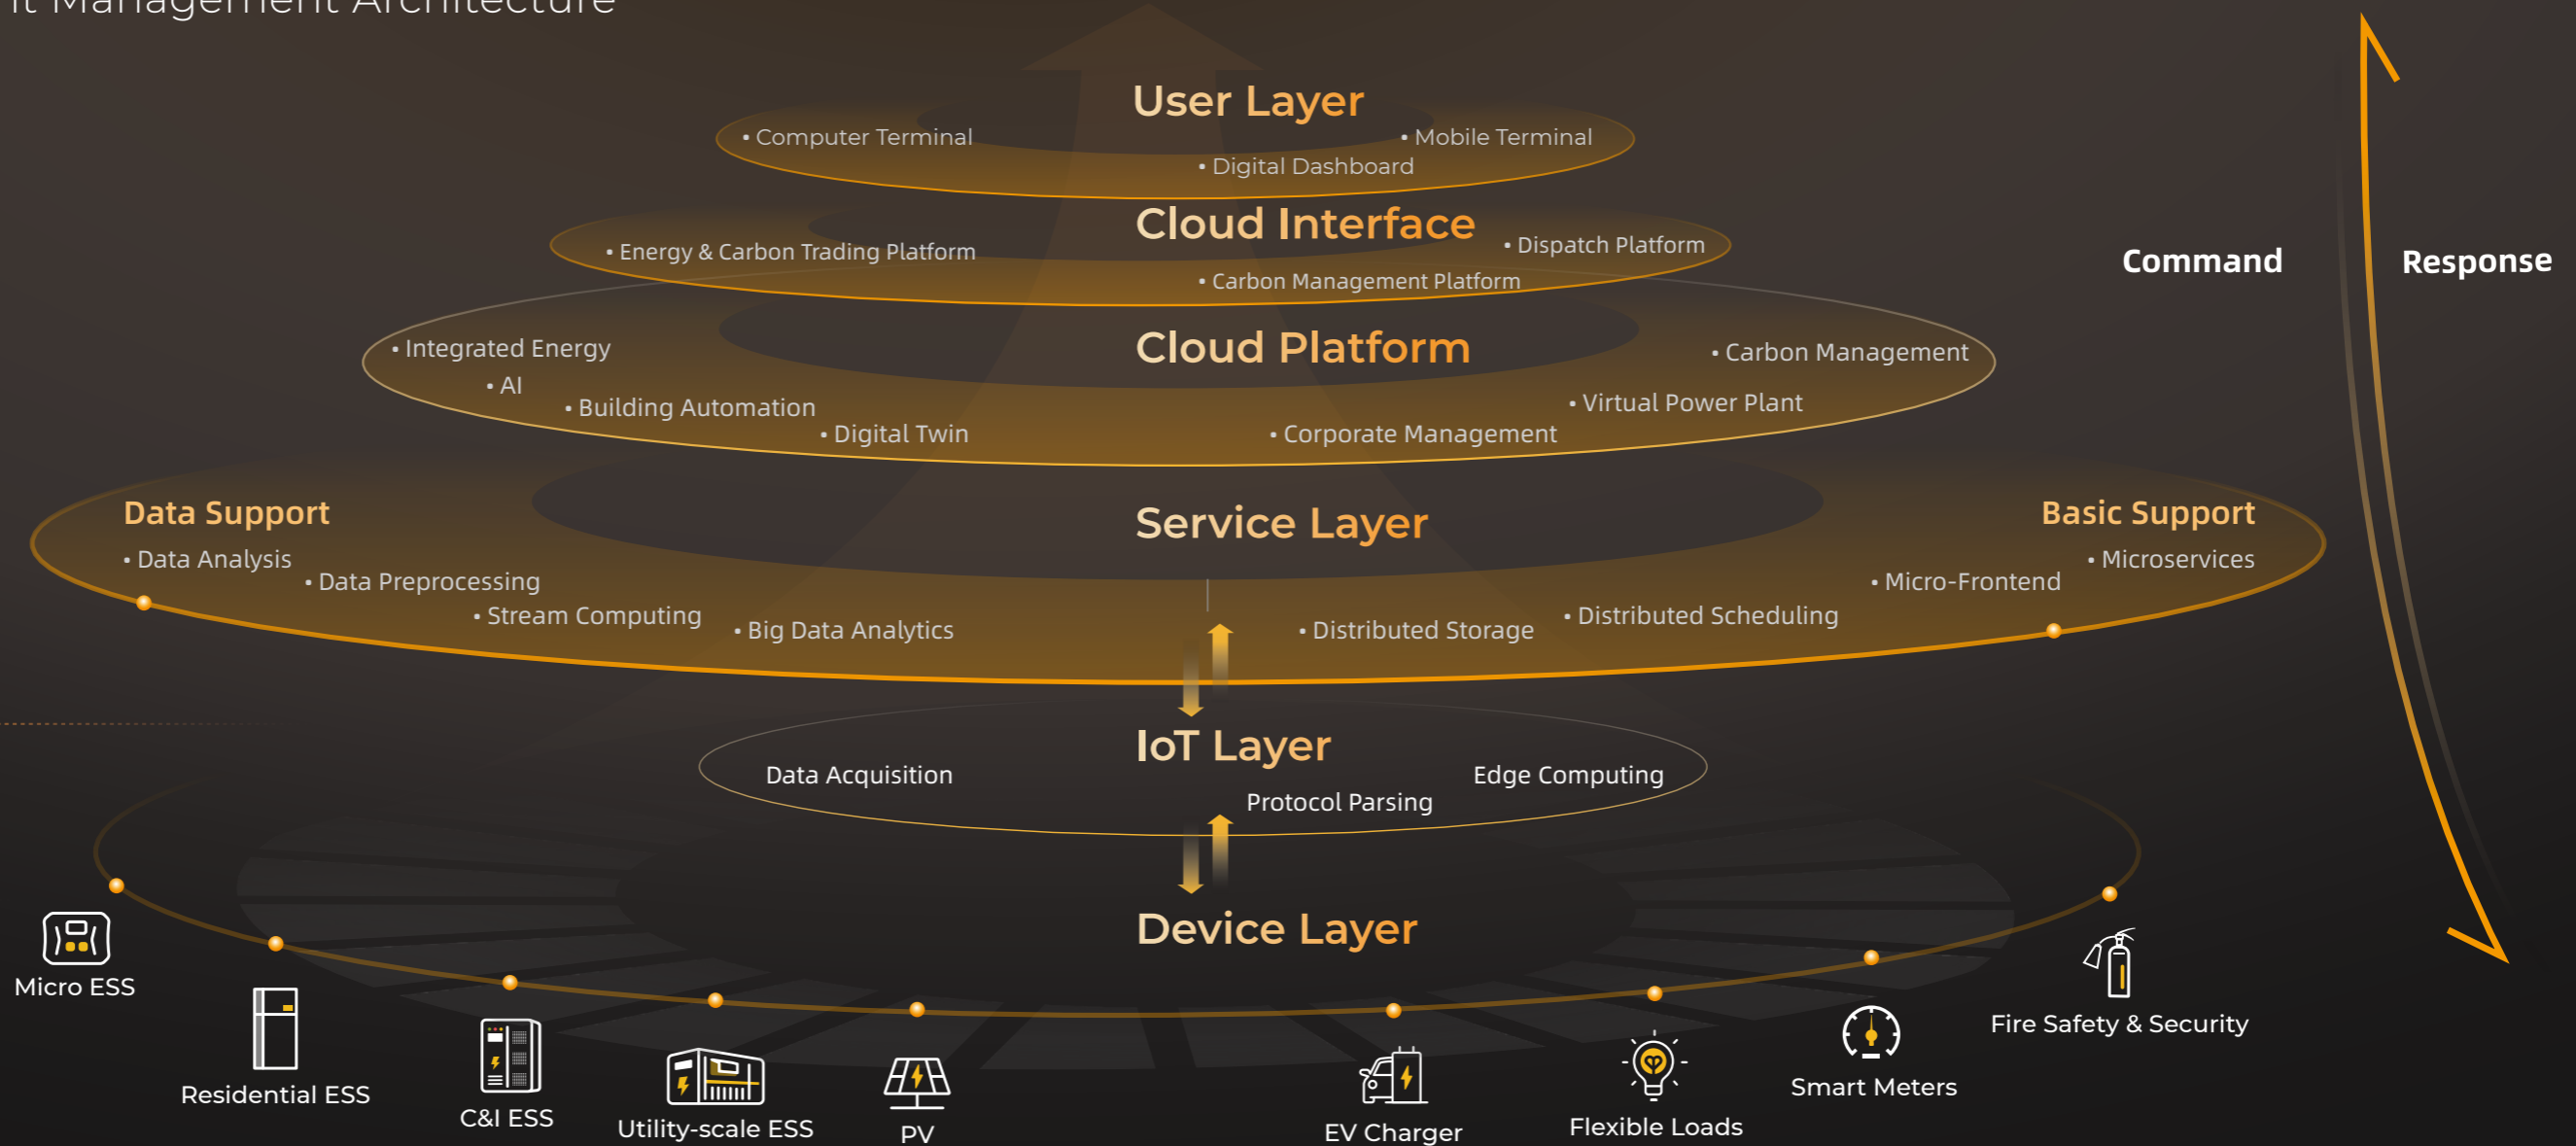 Management Architecture
User Layer
• Computer Terminal
• Mobile Terminal
• Digital Dashboard
Cloud Interface
• Energy & Carbon Trading Platform
• Dispatch Platform
• Carbon Management Platform
Cloud Platform
• Integrated Energy
• AI
• Building Automation
• Digital Twin
• Corporate Management
• Virtual Power Plant
• Carbon Management
Command
Response
Service Layer
Data Support
• Data Analysis
• Data Preprocessing
• Stream Computing
• Big Data Analytics
Basic Support
• Microservices
• Micro-Frontend
• Distributed Scheduling
• Distributed Storage
IoT Layer
Data Acquisition
Protocol Parsing
Edge Computing
Device Layer
Micro ESS
Residential ESS
C&I ESS
Utility-scale ESS
PV
EV Charger
Flexible Loads
Smart Meters
Fire Safety & Security